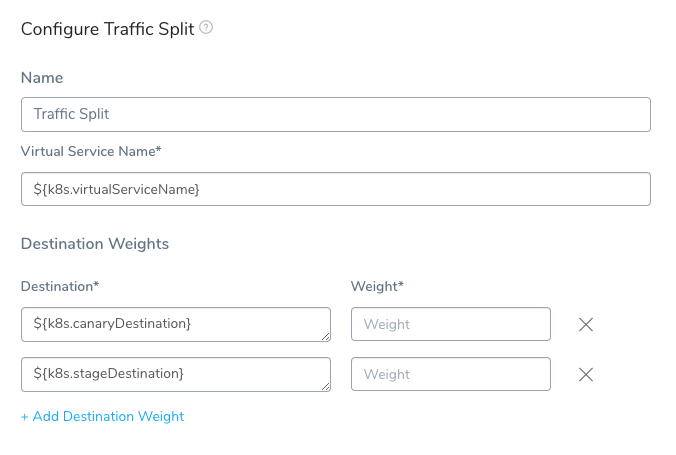 Configure Traffic Split ?
Name
Traffic Split
Virtual Service Name*
${k8s.virtualServiceName}
Destination Weights
Destination* Weight*
${k8s.canaryDestination} Weight
${k8s.stageDestination} Weight
+ Add Destination Weight